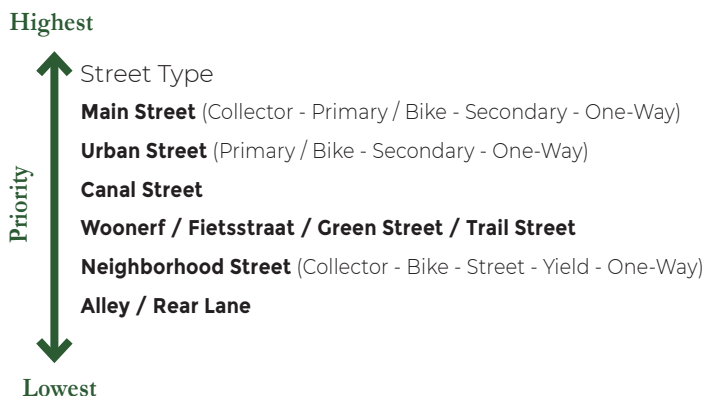 Highest
Street Type
Main Street (Collector - Primary / Bike - Secondary - One-Way)
Urban Street (Primary / Bike - Secondary - One-Way)
Canal Street
Priority
Woonerf / Fietsstraat / Green Street / Trail Street
Neighborhood Street (Collector - Bike - Street - Yield - One-Way)
Alley / Rear Lane
Lowest